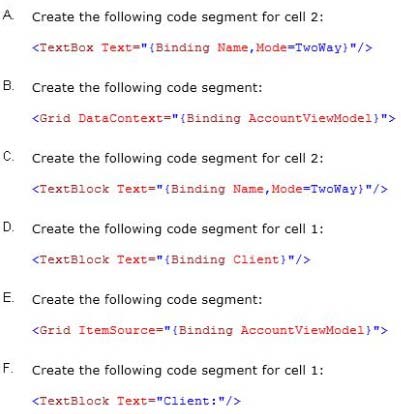 A. Create the following code segment for cell 2:
<TextBox Text="{Binding Name,Mode=TwoWay}"/>
B. Create the following code segment:
<Grid DataContext="{Binding AccountViewModel}">
C. Create the following code segment for cell 2:
<TextBlock Text="{Binding Name,Mode=TwoWay}"/>
D. Create the following code segment for cell 1:
<TextBlock Text="{Binding Client}"/>
E. Create the following code segment:
<Grid ItemSource="{Binding AccountViewModel}">
F. Create the following code segment for cell 1:
<TextBlock Text="Client:"/>